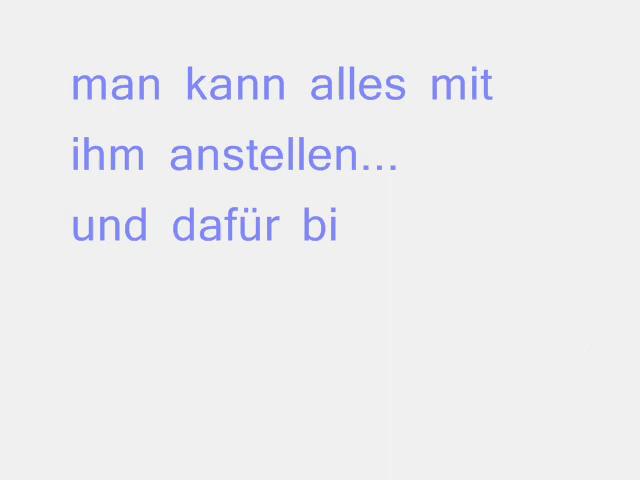 man kann alles mit
ihm anstellen...
und dafür bi